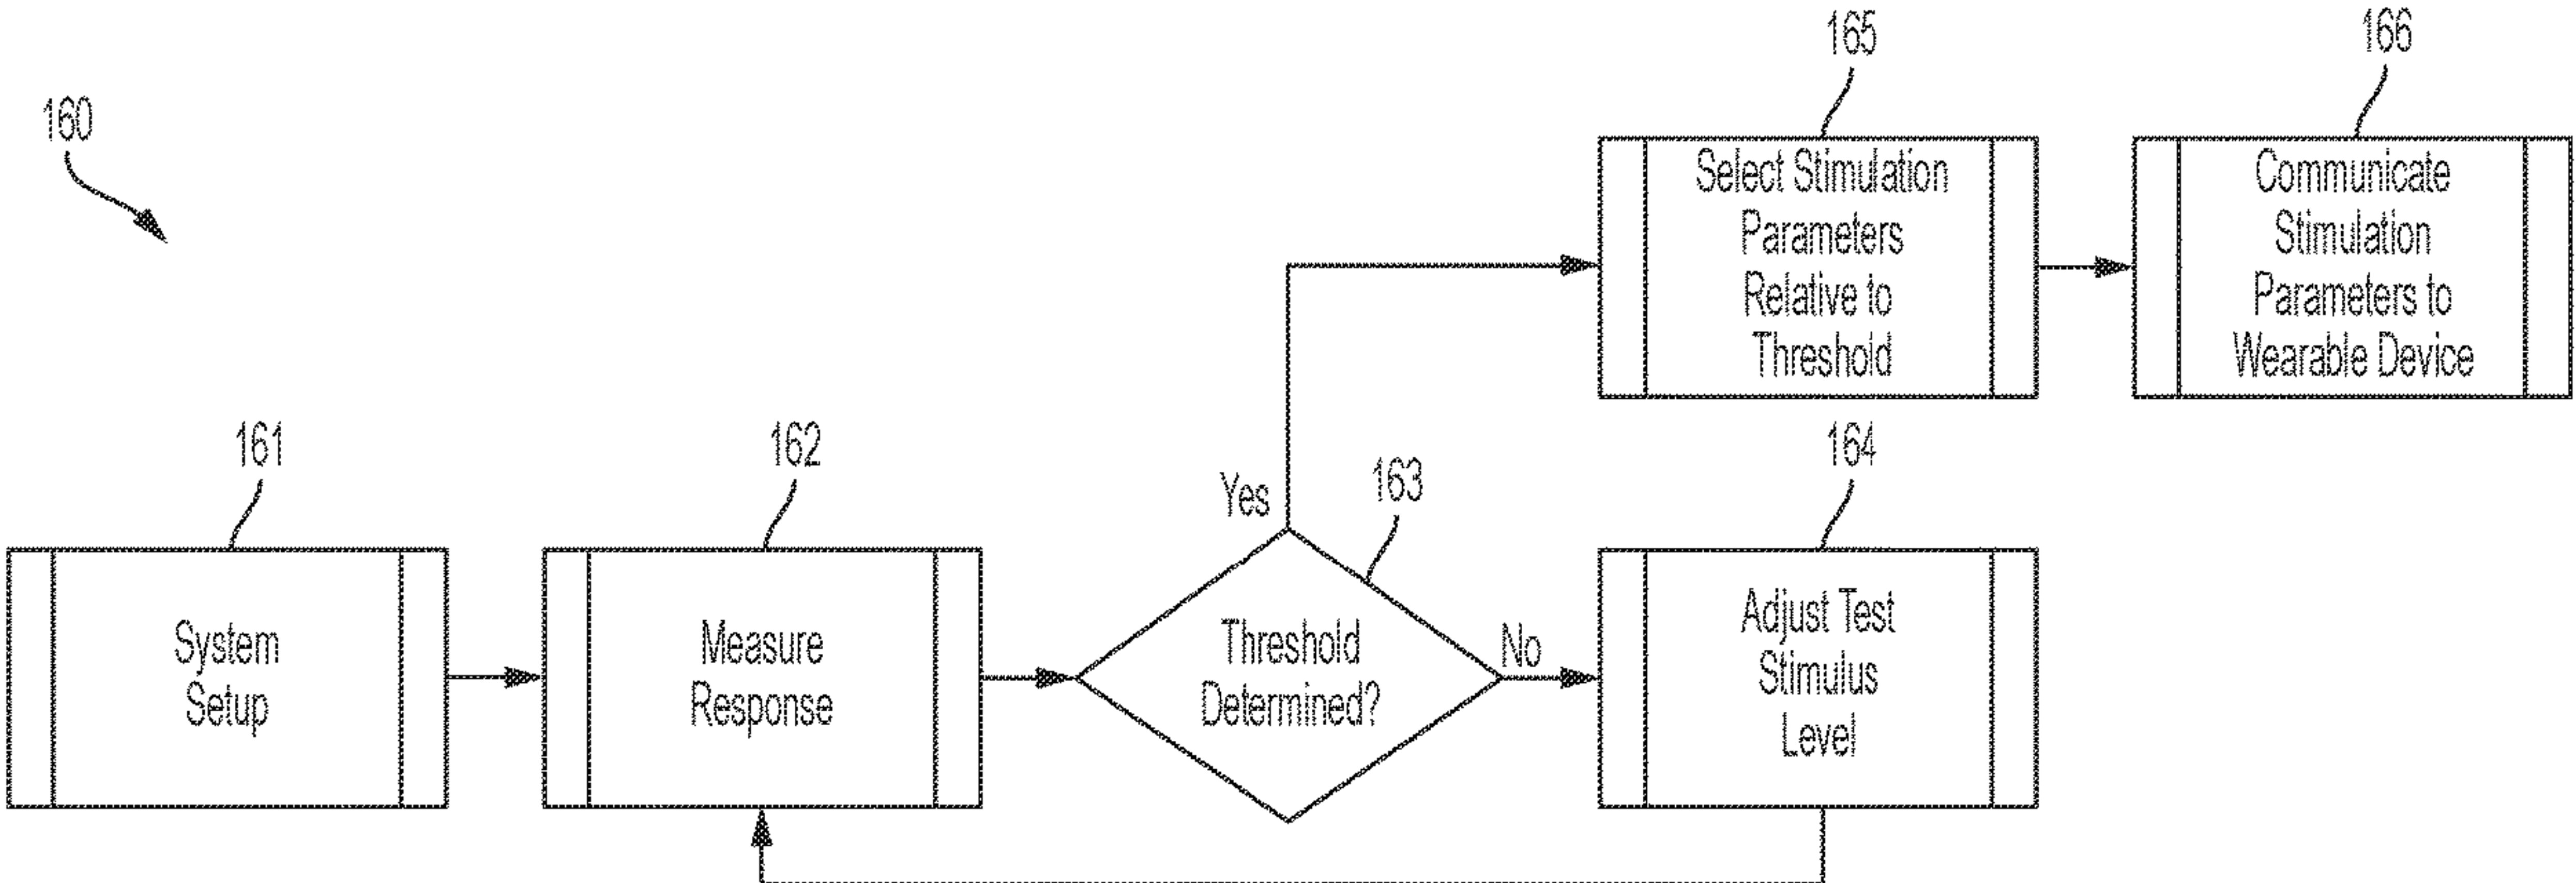 160
165
166
Select Stimulation
Parameters
Relative to
Threshold
Communicate
Stimulation
Parameters to
Wearable Device
161
162
163
164
Yes
System
Setup
Measure
Response
Threshold
Determined?
No
Adjust Test
Stimulus
Level